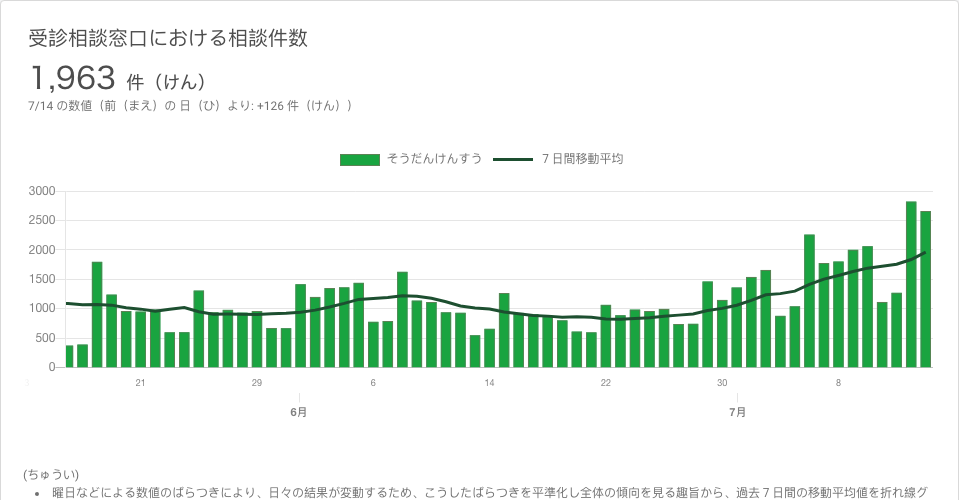 受診相談窓口における相談件数
1,963 件（けん）
7/14 の数値（前（まえ）の 日（ひ）より: +126 件（けん））
そうだんけんすう 7 日間移動平均
3000
2500
2000
1500
1000
500
0
21 29 6 14 22 30 8
6月 7月
(ちゅうい)
• 曜日などによる数値のばらつきにより、日々の結果が変動するため、こうしたばらつきを平準化し全体の傾向を見る趣旨から、過去 7 日間の移動平均値を折れ線グ